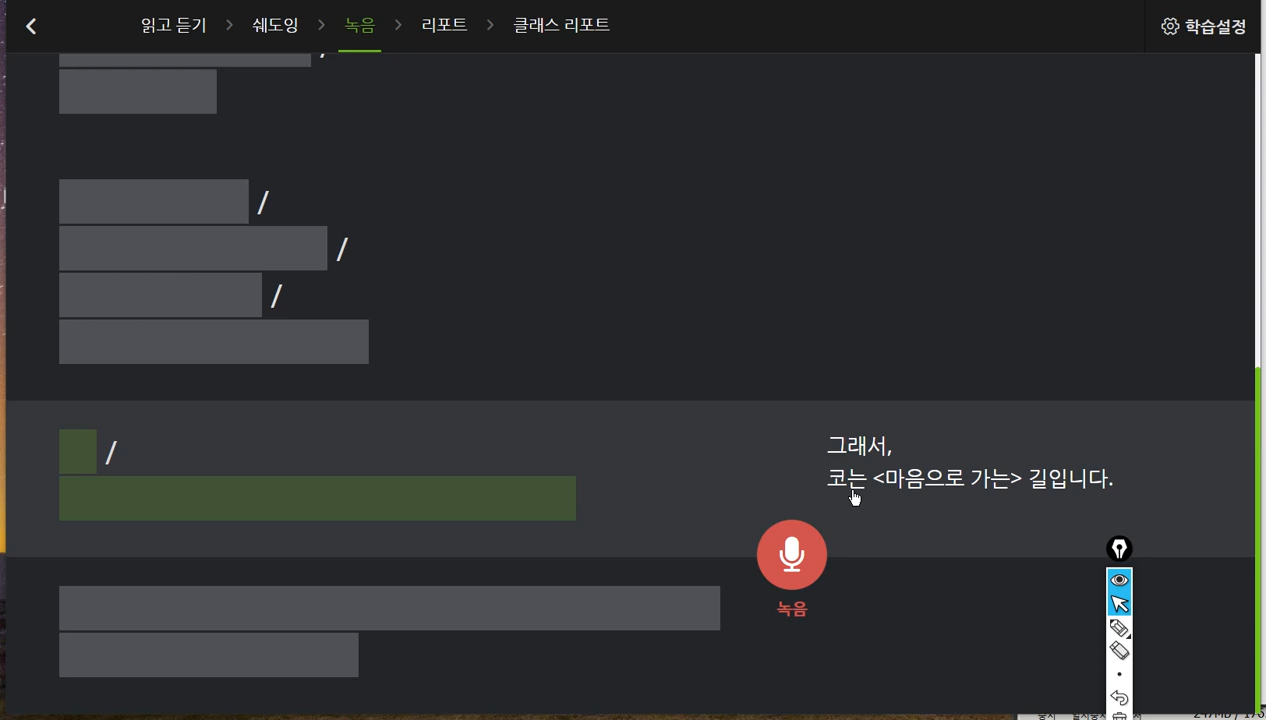 읽고 듣기 > 쉐도잉 > 녹음 > 리포트 > 클래스 리포트
학습설정
/
/
/
/
/
그래서,
코는 <마음으로 가는> 길입니다.
녹음